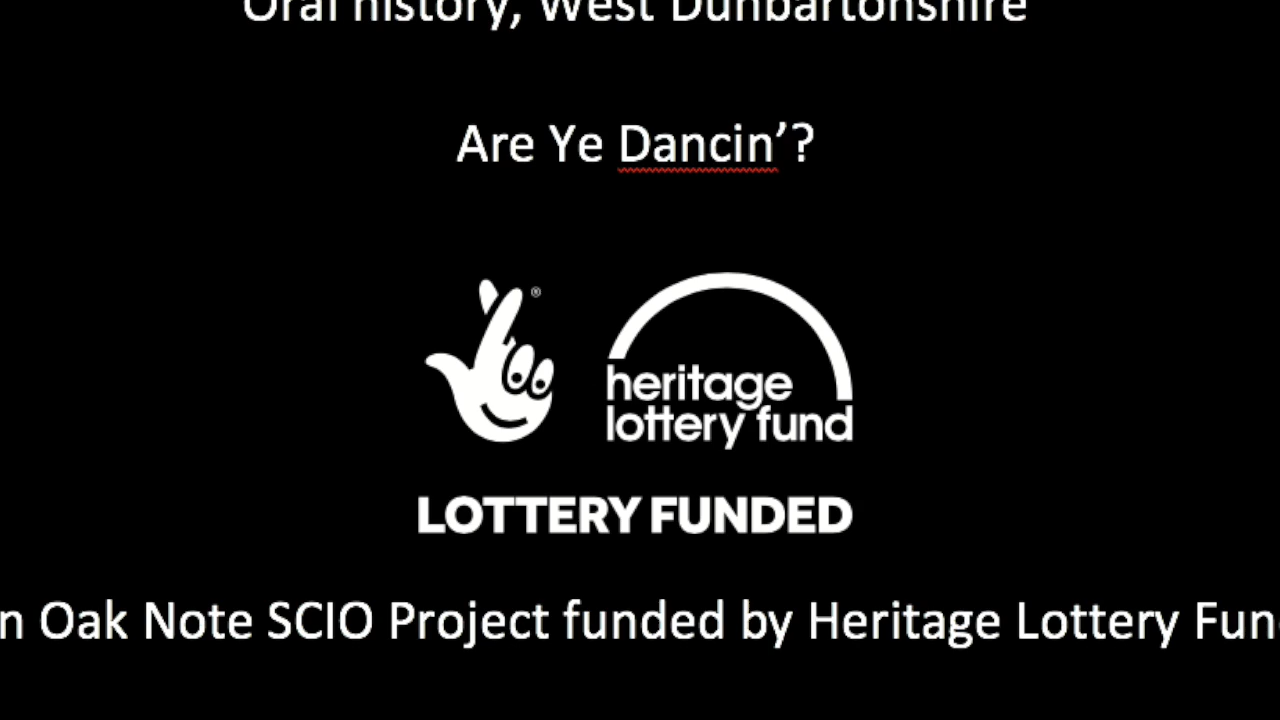 Oral history, West Dunbartonshire
Are Ye Dancin’?
®
heritage
lottery fund
LOTTERY FUNDED
n Oak Note SCIO Project funded by Heritage Lottery Fun